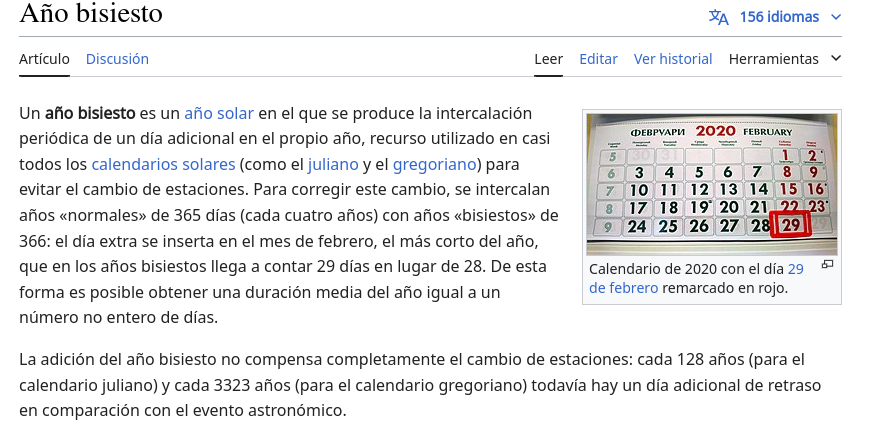 Año bisiesto
156 idiomas
Artículo Discusión Leer Editar Ver historial Herramientas
Un año bisiesto es un año solar en el que se produce la intercalación
periódica de un día adicional en el propio año, recurso utilizado en casi
todos los calendarios solares (como el juliano y el gregoriano) para
evitar el cambio de estaciones. Para corregir este cambio, se intercalan
años «normales» de 365 días (cada cuatro años) con años «bisiestos» de
366: el día extra se inserta en el mes de febrero, el más corto del año,
que en los años bisiestos llega a contar 29 días en lugar de 28. De esta
forma es posible obtener una duración media del año igual a un
número no entero de días.
ФЕВРУАРИ 2020 FEBRUARY
5 30 31 1 2
6 3 4 5 6 7 8 9
7 10 11 12 13 14 15 16
8 17 18 19 20 21 22 23
9 24 25 26 27 28 29
Calendario de 2020 con el día 29
de febrero remarcado en rojo.
La adición del año bisiesto no compensa completamente el cambio de estaciones: cada 128 años (para el
calendario juliano) y cada 3323 años (para el calendario gregoriano) todavía hay un día adicional de retraso
en comparación con el evento astronómico.